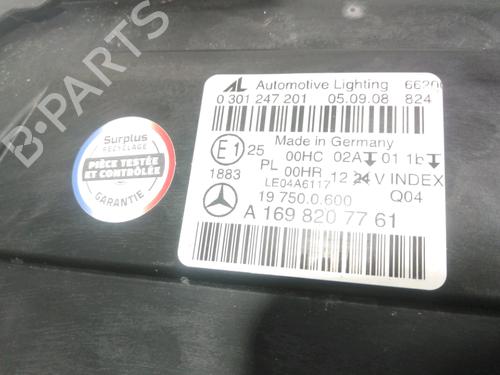 B-PARTS
Surplus
RECYCLAGE
PIÈCE TESTÉE
ET CONTRÔLÉE
GARANTIE
AL Automotive Lighting
0 301 247 201 05.09.08 824
Made in Germany
E1 25 00HC 02A 01 1b
1883 PL 00HR 12 24 V INDEX
LE04A6117
19 750.0.600 Q04
A 169 820 77 61